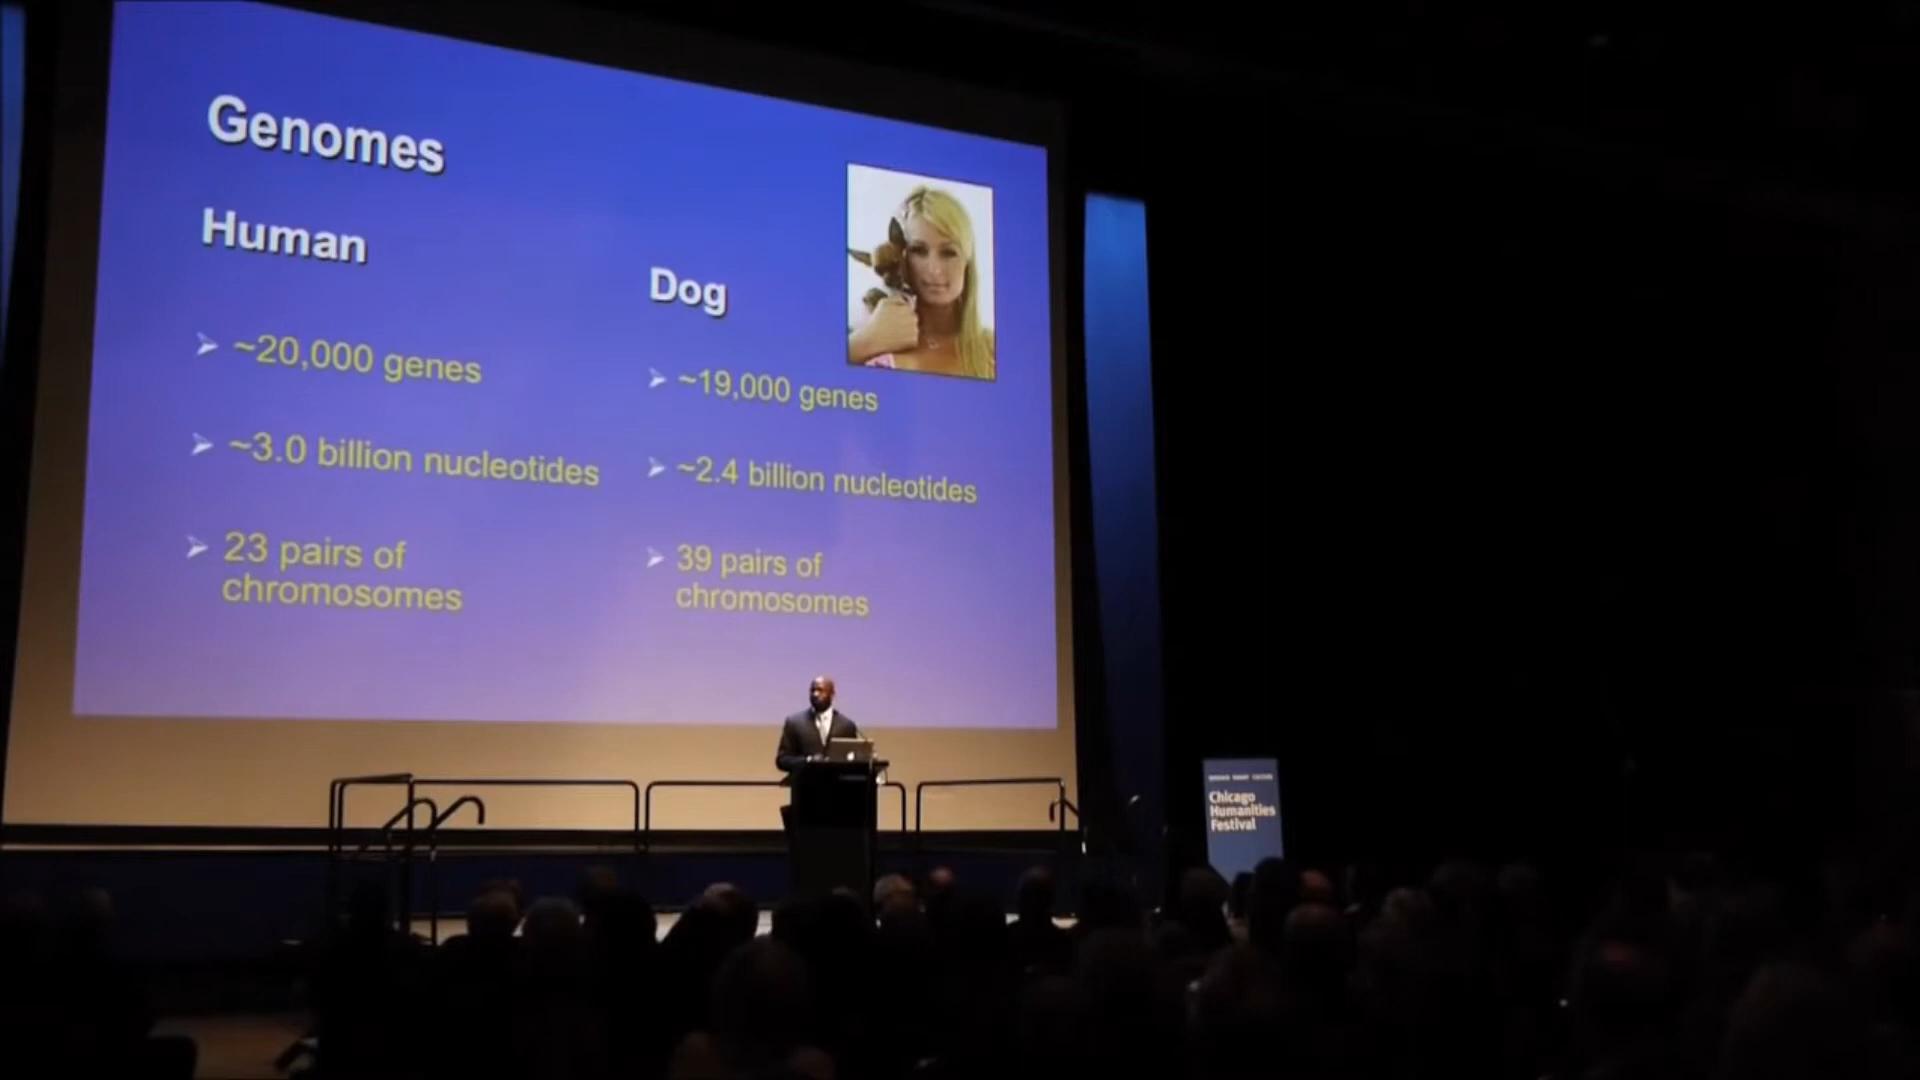 Genomes
Human
~20,000 genes
~3.0 billion nucleotides
23 pairs of
chromosomes
Dog
~19,000 genes
~2.4 billion nucleotides
39 pairs of
chromosomes
Chicago
Humanities
Festival